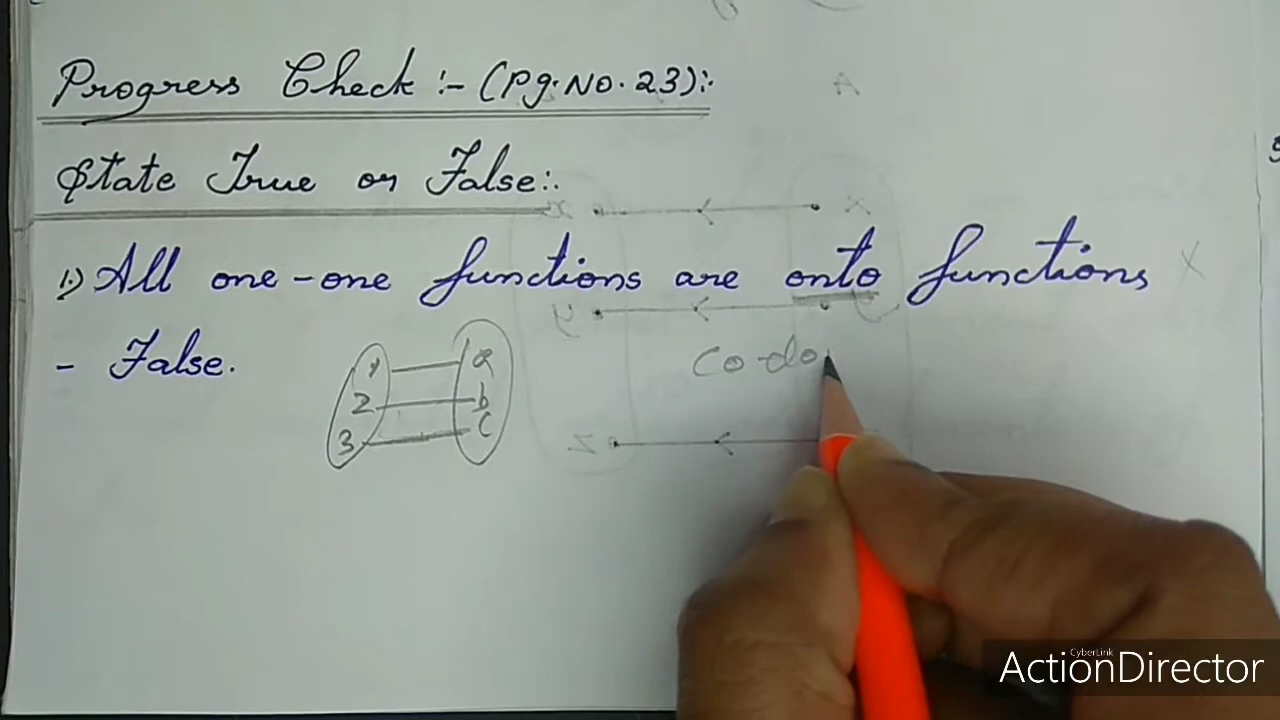 Progress Check :- (Pg.No.23):
State True or False:.
1.) All one-one functions are onto functions X
- False.
1 a
2 b
3 c
Co-do
CyberLink
ActionDirector